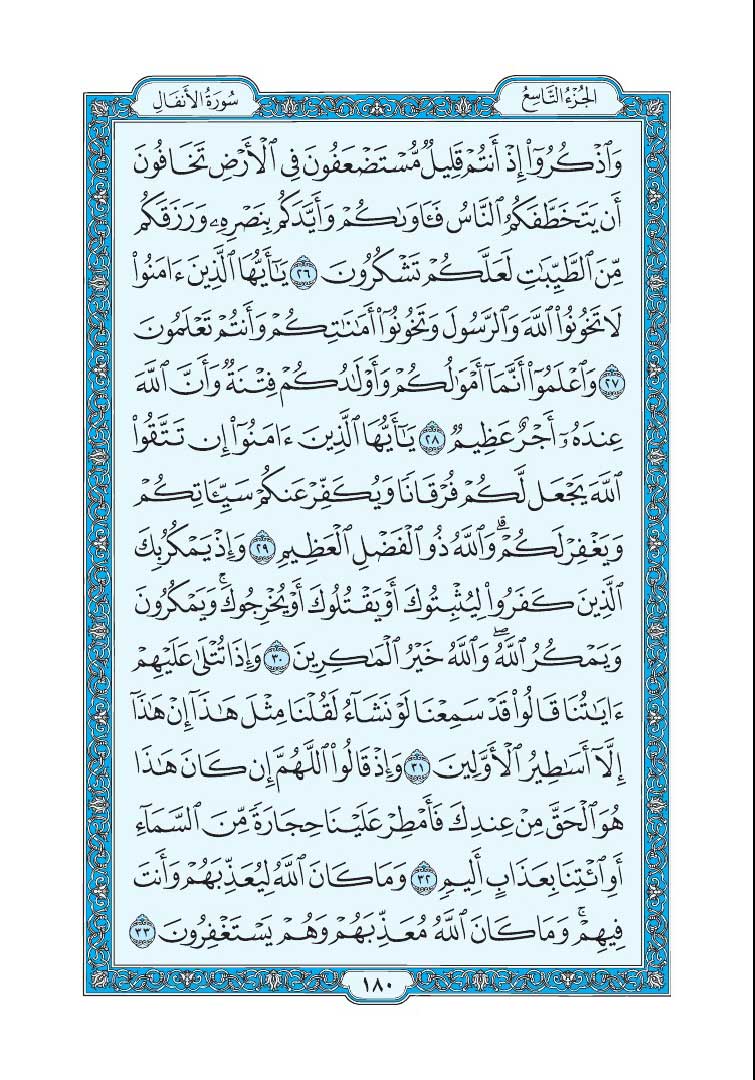 الجُزْءُ التَّاسِعُ
سُورَةُ الأَنفَالِ
وَٱذْكُرُوٓا۟ إِذْ أَنتُمْ قَلِيلٌ مُّسْتَضْعَفُونَ فِى ٱلْأَرْضِ تَخَافُونَ
أَن يَتَخَطَّفَكُمُ ٱلنَّاسُ فَـَٔاوَىٰكُمْ وَأَيَّدَكُم بِنَصْرِهِۦ وَرَزَقَكُم
مِّنَ ٱلطَّيِّبَٰتِ لَعَلَّكُمْ تَشْكُرُونَ ٢٦ يَٰٓأَيُّهَا ٱلَّذِينَ ءَامَنُوا۟
لَا تَخُونُوا۟ ٱللَّهَ وَٱلرَّسُولَ وَتَخُونُوٓا۟ أَمَٰنَٰتِكُمْ وَأَنتُمْ تَعْلَمُونَ
٢٧ وَٱعْلَمُوٓا۟ أَنَّمَآ أَمْوَٰلُكُمْ وَأَوْلَٰدُكُمْ فِتْنَةٌ وَأَنَّ ٱللَّهَ
عِندَهُۥٓ أَجْرٌ عَظِيمٌ ٢٨ يَٰٓأَيُّهَا ٱلَّذِينَ ءَامَنُوٓا۟ إِن تَتَّقُوا۟
ٱللَّهَ يَجْعَل لَّكُمْ فُرْقَانًا وَيُكَفِّرْ عَنكُمْ سَيِّـَٔاتِكُمْ
وَيَغْفِرْ لَكُمْ ۗ وَٱللَّهُ ذُو ٱلْفَضْلِ ٱلْعَظِيمِ ٢٩ وَإِذْ يَمْكُرُ بِكَ
ٱلَّذِينَ كَفَرُوا۟ لِيُثْبِتُوكَ أَوْ يَقْتُلُوكَ أَوْ يُخْرِجُوكَ ۚ وَيَمْكُرُونَ
وَيَمْكُرُ ٱللَّهُ ۖ وَٱللَّهُ خَيْرُ ٱلْمَٰكِرِينَ ٣٠ وَإِذَا تُتْلَىٰ عَلَيْهِمْ
ءَايَٰتُنَا قَالُوا۟ قَدْ سَمِعْنَا لَوْ نَشَآءُ لَقُلْنَا مِثْلَ هَٰذَآ إِنْ هَٰذَآ
إِلَّآ أَسَٰطِيرُ ٱلْأَوَّلِينَ ٣١ وَإِذْ قَالُوا۟ ٱللَّهُمَّ إِن كَانَ هَٰذَا
هُوَ ٱلْحَقَّ مِنْ عِندِكَ فَأَمْطِرْ عَلَيْنَا حِجَارَةً مِّنَ ٱلسَّمَآءِ
أَوِ ٱئْتِنَا بِعَذَابٍ أَلِيمٍ ٣٢ وَمَا كَانَ ٱللَّهُ لِيُعَذِّبَهُمْ وَأَنتَ
فِيهِمْ ۚ وَمَا كَانَ ٱللَّهُ مُعَذِّبَهُمْ وَهُمْ يَسْتَغْفِرُونَ ٣٣
١٨٠